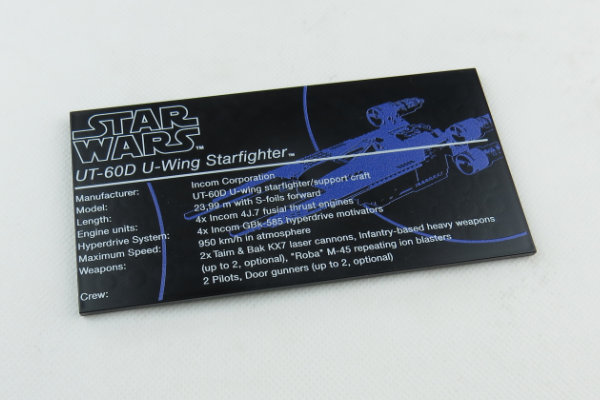 STAR
WARS™
UT-60D U-Wing Starfighter™
Manufacturer: Incom Corporation
Model: UT-60D U-wing starfighter/support craft
Length: 23,99 m with S-foils forward
Engine units: 4x Incom 4J.7 fusial thrust engines
Hyperdrive System: 4x Incom GBk-585 hyperdrive motivators
Maximum Speed: 950 km/h in atmosphere
Weapons: 2x Taim & Bak KX7 laser cannons, Infantry-based heavy weapons
(up to 2, optional), "Roba" M-45 repeating ion blasters
Crew: 2 Pilots, Door gunners (up to 2, optional)